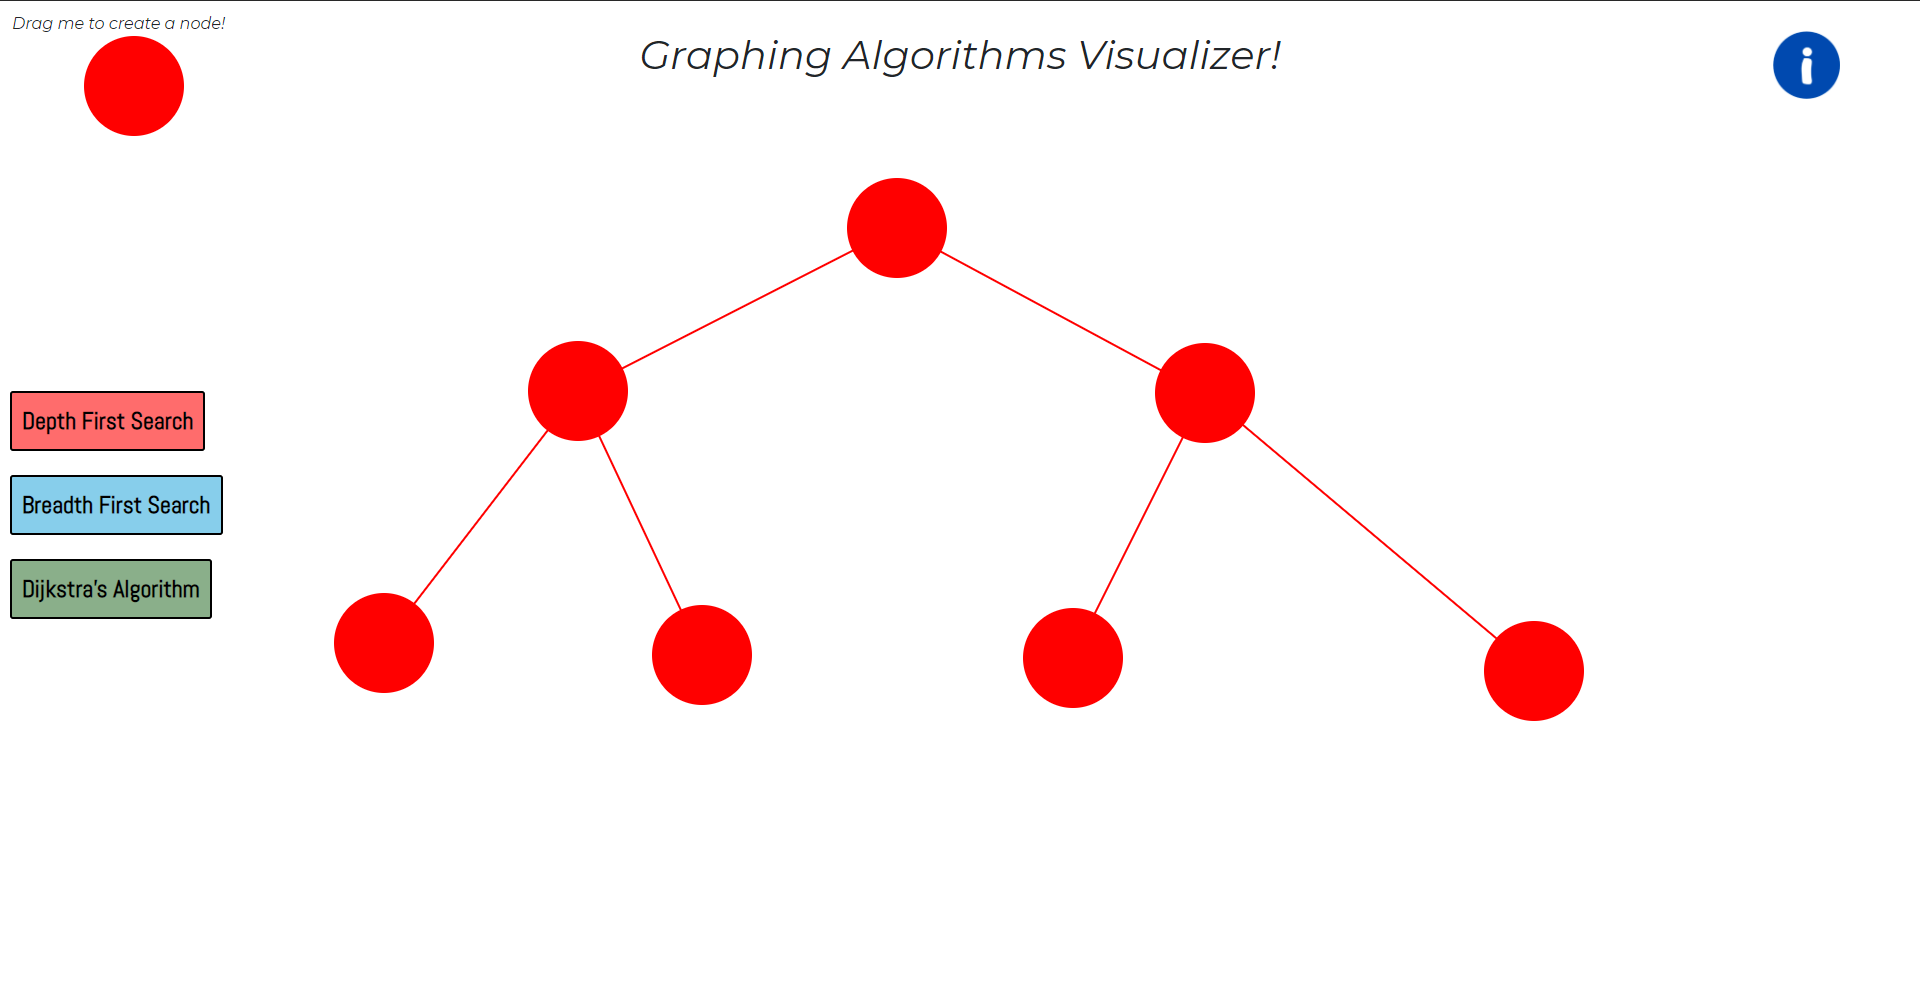 Drag me to create a node!
Graphing Algorithms Visualizer!
i
Depth First Search
Breadth First Search
Dijkstra's Algorithm